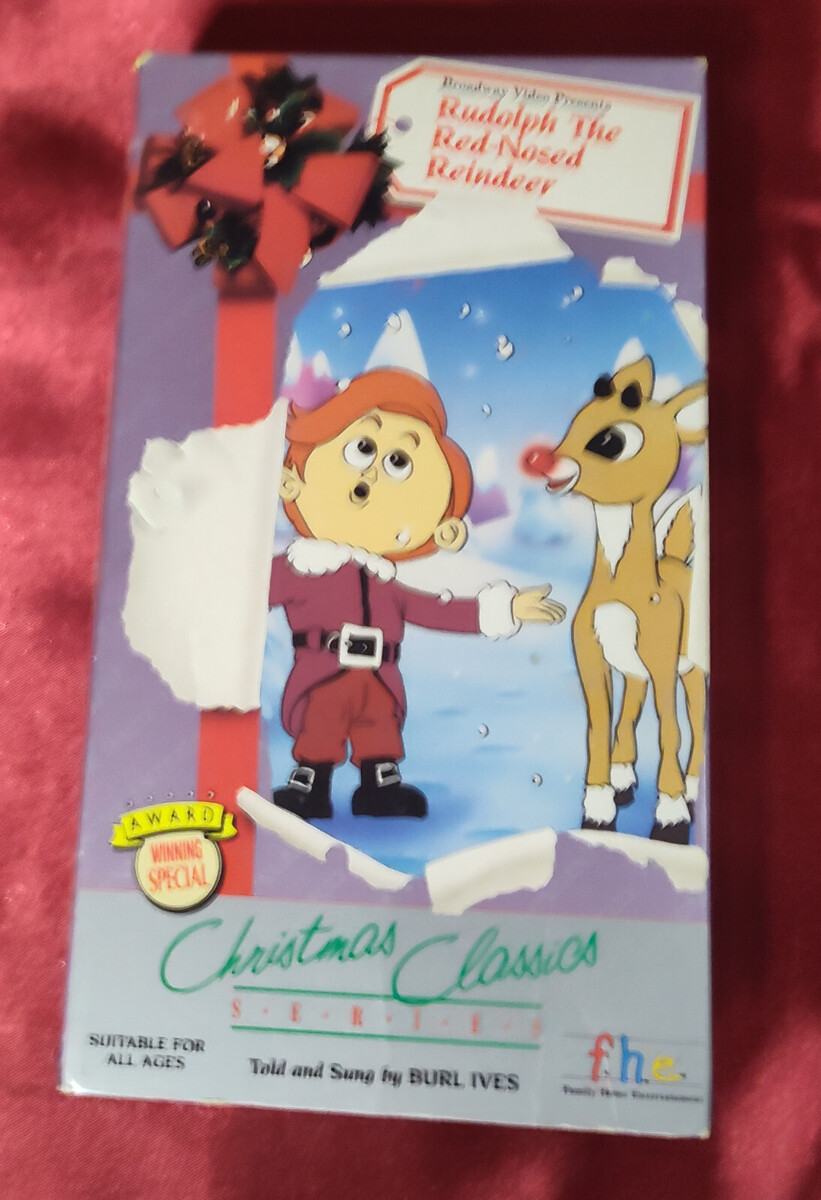 Broadway Video Presents
Rudolph The
Red-Nosed
Reindeer
AWARD
WINNING
SPECIAL
Christmas Classics
S·E·R·I·E·S
SUITABLE FOR
ALL AGES
Told and Sung by BURL IVES
f.h.e.
Family Home Entertainment